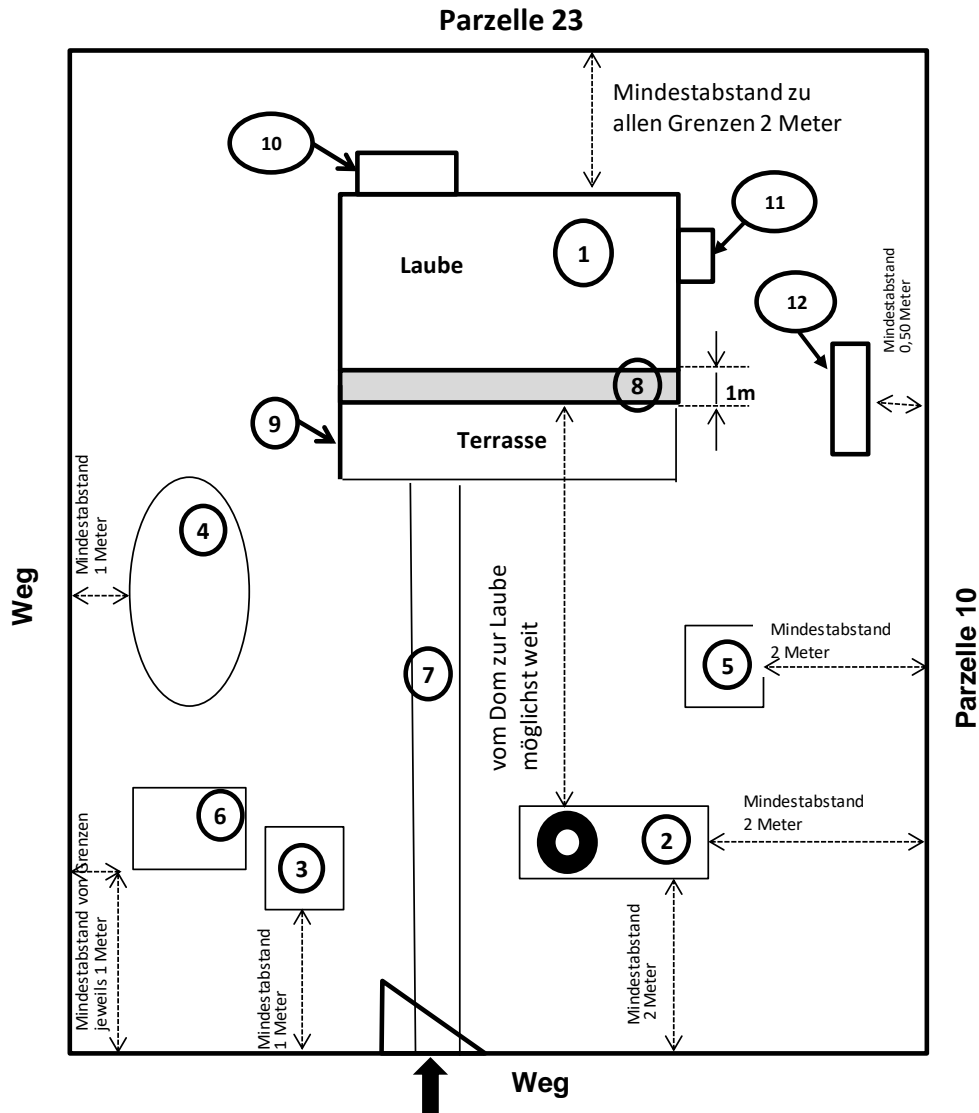 Parzelle 23
Mindestabstand zu
allen Grenzen 2 Meter
10
11
1
Laube
12
Mindestabstand
0,50 Meter
8
1m
9
Terrasse
Mindestabstand
1 Meter
4
Weg
vom Dom zur Laube
möglichst weit
7
Mindestabstand
2 Meter
5
Parzelle 10
6
3
2
Mindestabstand
2 Meter
Mindestabstand von Grenzen
jeweils 1 Meter
Mindestabstand
1 Meter
Mindestabstand
2 Meter
Weg